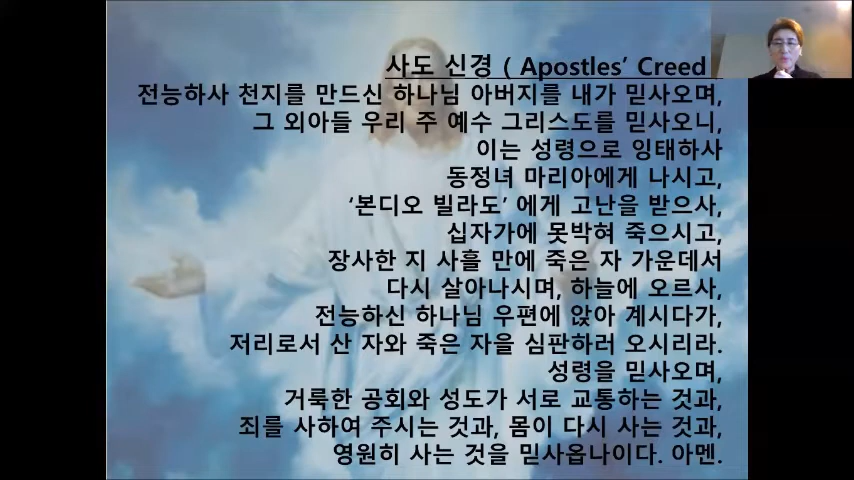 사도 신경 ( Apostles’ Creed
전능하사 천지를 만드신 하나님 아버지를 내가 믿사오며,
그 외아들 우리 주 예수 그리스도를 믿사오니,
이는 성령으로 잉태하사
동정녀 마리아에게 나시고,
‘본디오 빌라도’ 에게 고난을 받으사,
십자가에 못박혀 죽으시고,
장사한 지 사흘 만에 죽은 자 가운데서
다시 살아나시며, 하늘에 오르사,
전능하신 하나님 우편에 앉아 계시다가,
저리로서 산 자와 죽은 자을 심판하러 오시리라.
성령을 믿사오며,
거룩한 공회와 성도가 서로 교통하는 것과,
죄를 사하여 주시는 것과, 몸이 다시 사는 것과,
영원히 사는 것을 믿사옵나이다. 아멘.